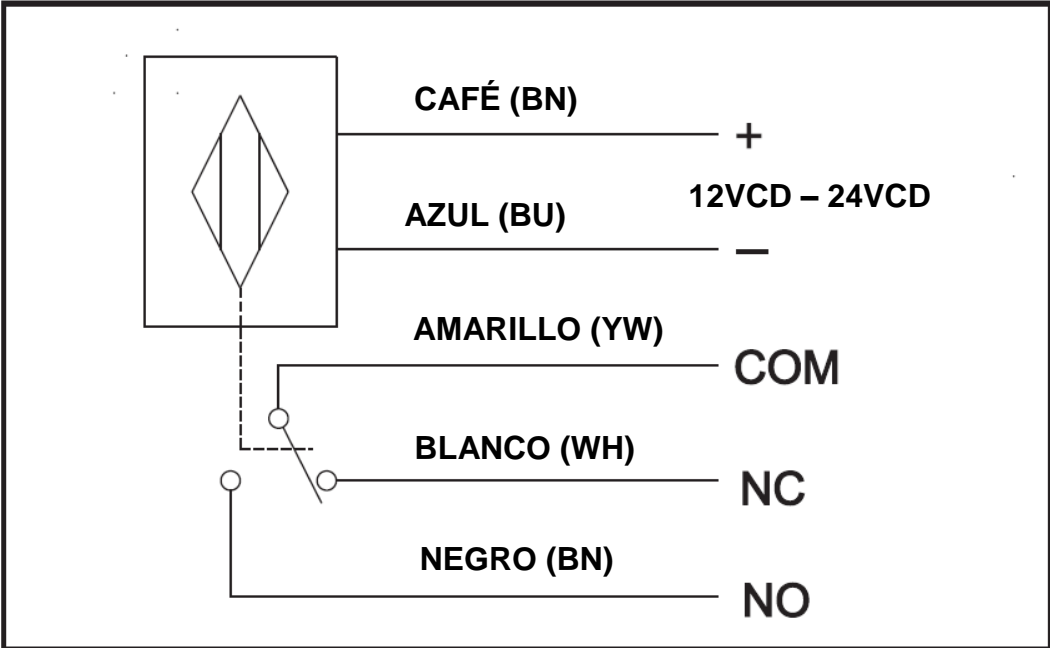 CAFÉ (BN)
+
12VCD – 24VCD
AZUL (BU)
—
AMARILLO (YW)
COM
BLANCO (WH)
NC
NEGRO (BN)
NO